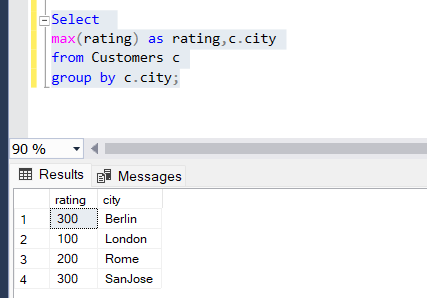 Select
max(rating) as rating,c.city
from Customers c
group by c.city;
90 %
Results Messages
rating city
1 300 Berlin
2 100 London
3 200 Rome
4 300 SanJose